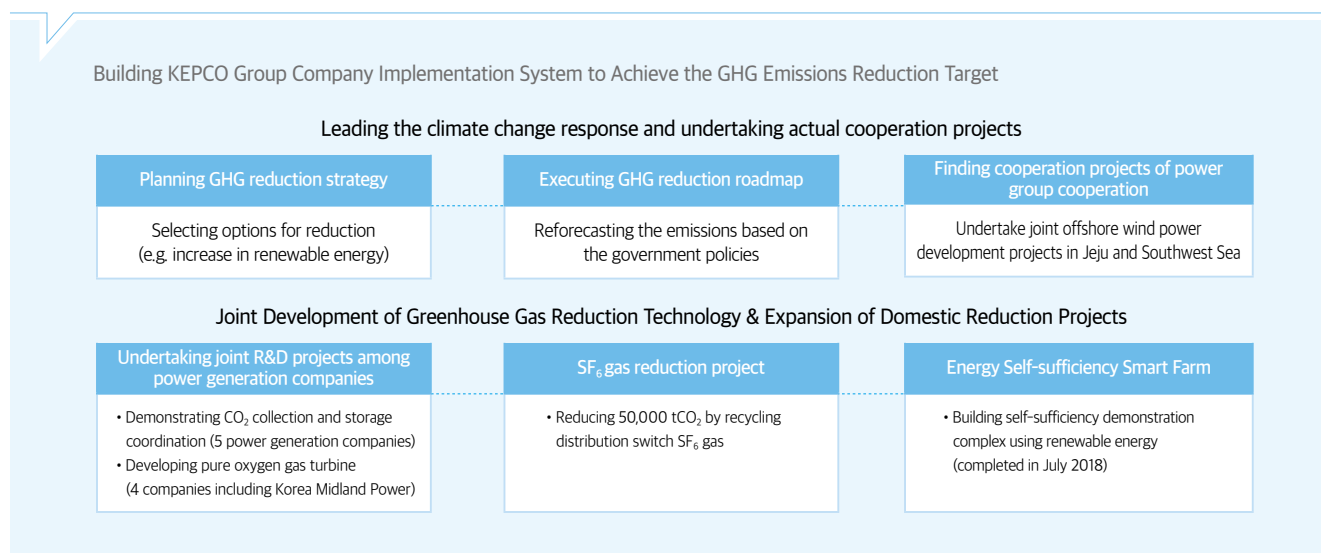 Building KEPCO Group Company Implementation System to Achieve the GHG Emissions Reduction Target
Leading the climate change response and undertaking actual cooperation projects
Planning GHG reduction strategy
Selecting options for reduction
(e.g. increase in renewable energy)
Executing GHG reduction roadmap
Reforecasting the emissions based on
the government policies
Finding cooperation projects of power
group cooperation
Undertake joint offshore wind power
development projects in Jeju and Southwest Sea
Joint Development of Greenhouse Gas Reduction Technology & Expansion of Domestic Reduction Projects
Undertaking joint R&D projects among
power generation companies
• Demonstrating CO₂ collection and storage
coordination (5 power generation companies)
• Developing pure oxygen gas turbine
(4 companies including Korea Midland Power)
SF₆ gas reduction project
• Reducing 50,000 tCO₂ by recycling
distribution switch SF₆ gas
Energy Self-sufficiency Smart Farm
• Building self-sufficiency demonstration
complex using renewable energy
(completed in July 2018)